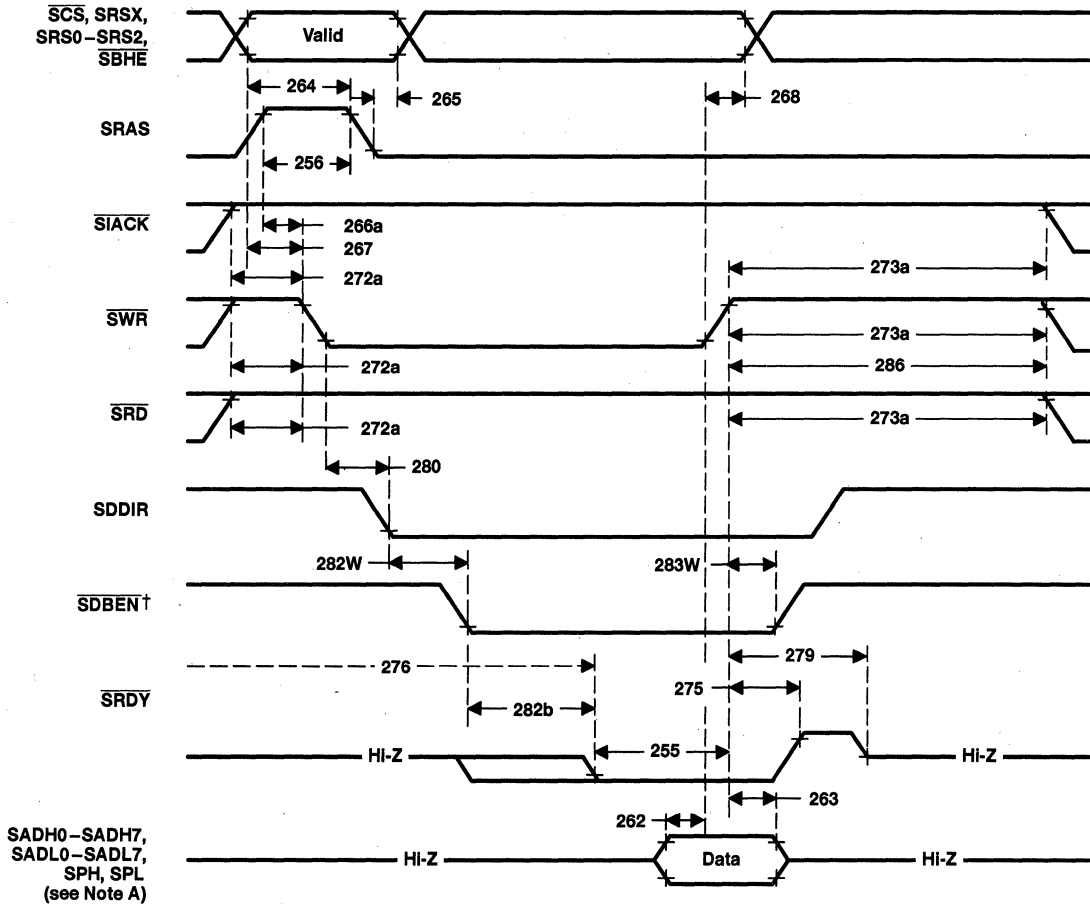 SCS, SRSX,
SRS0–SRS2,
SBHE
Valid
264
265
268
SRAS
256
SIACK
266a
267
272a
273a
SWR
273a
272a
286
SRD
272a
273a
280
SDDIR
282W
283W
SDBEN†
276
279
SRDY
275
282b
Hi-Z
255
Hi-Z
263
262
SADH0–SADH7,
SADL0–SADL7,
SPH, SPL
(see Note A)
Hi-Z
Data
Hi-Z